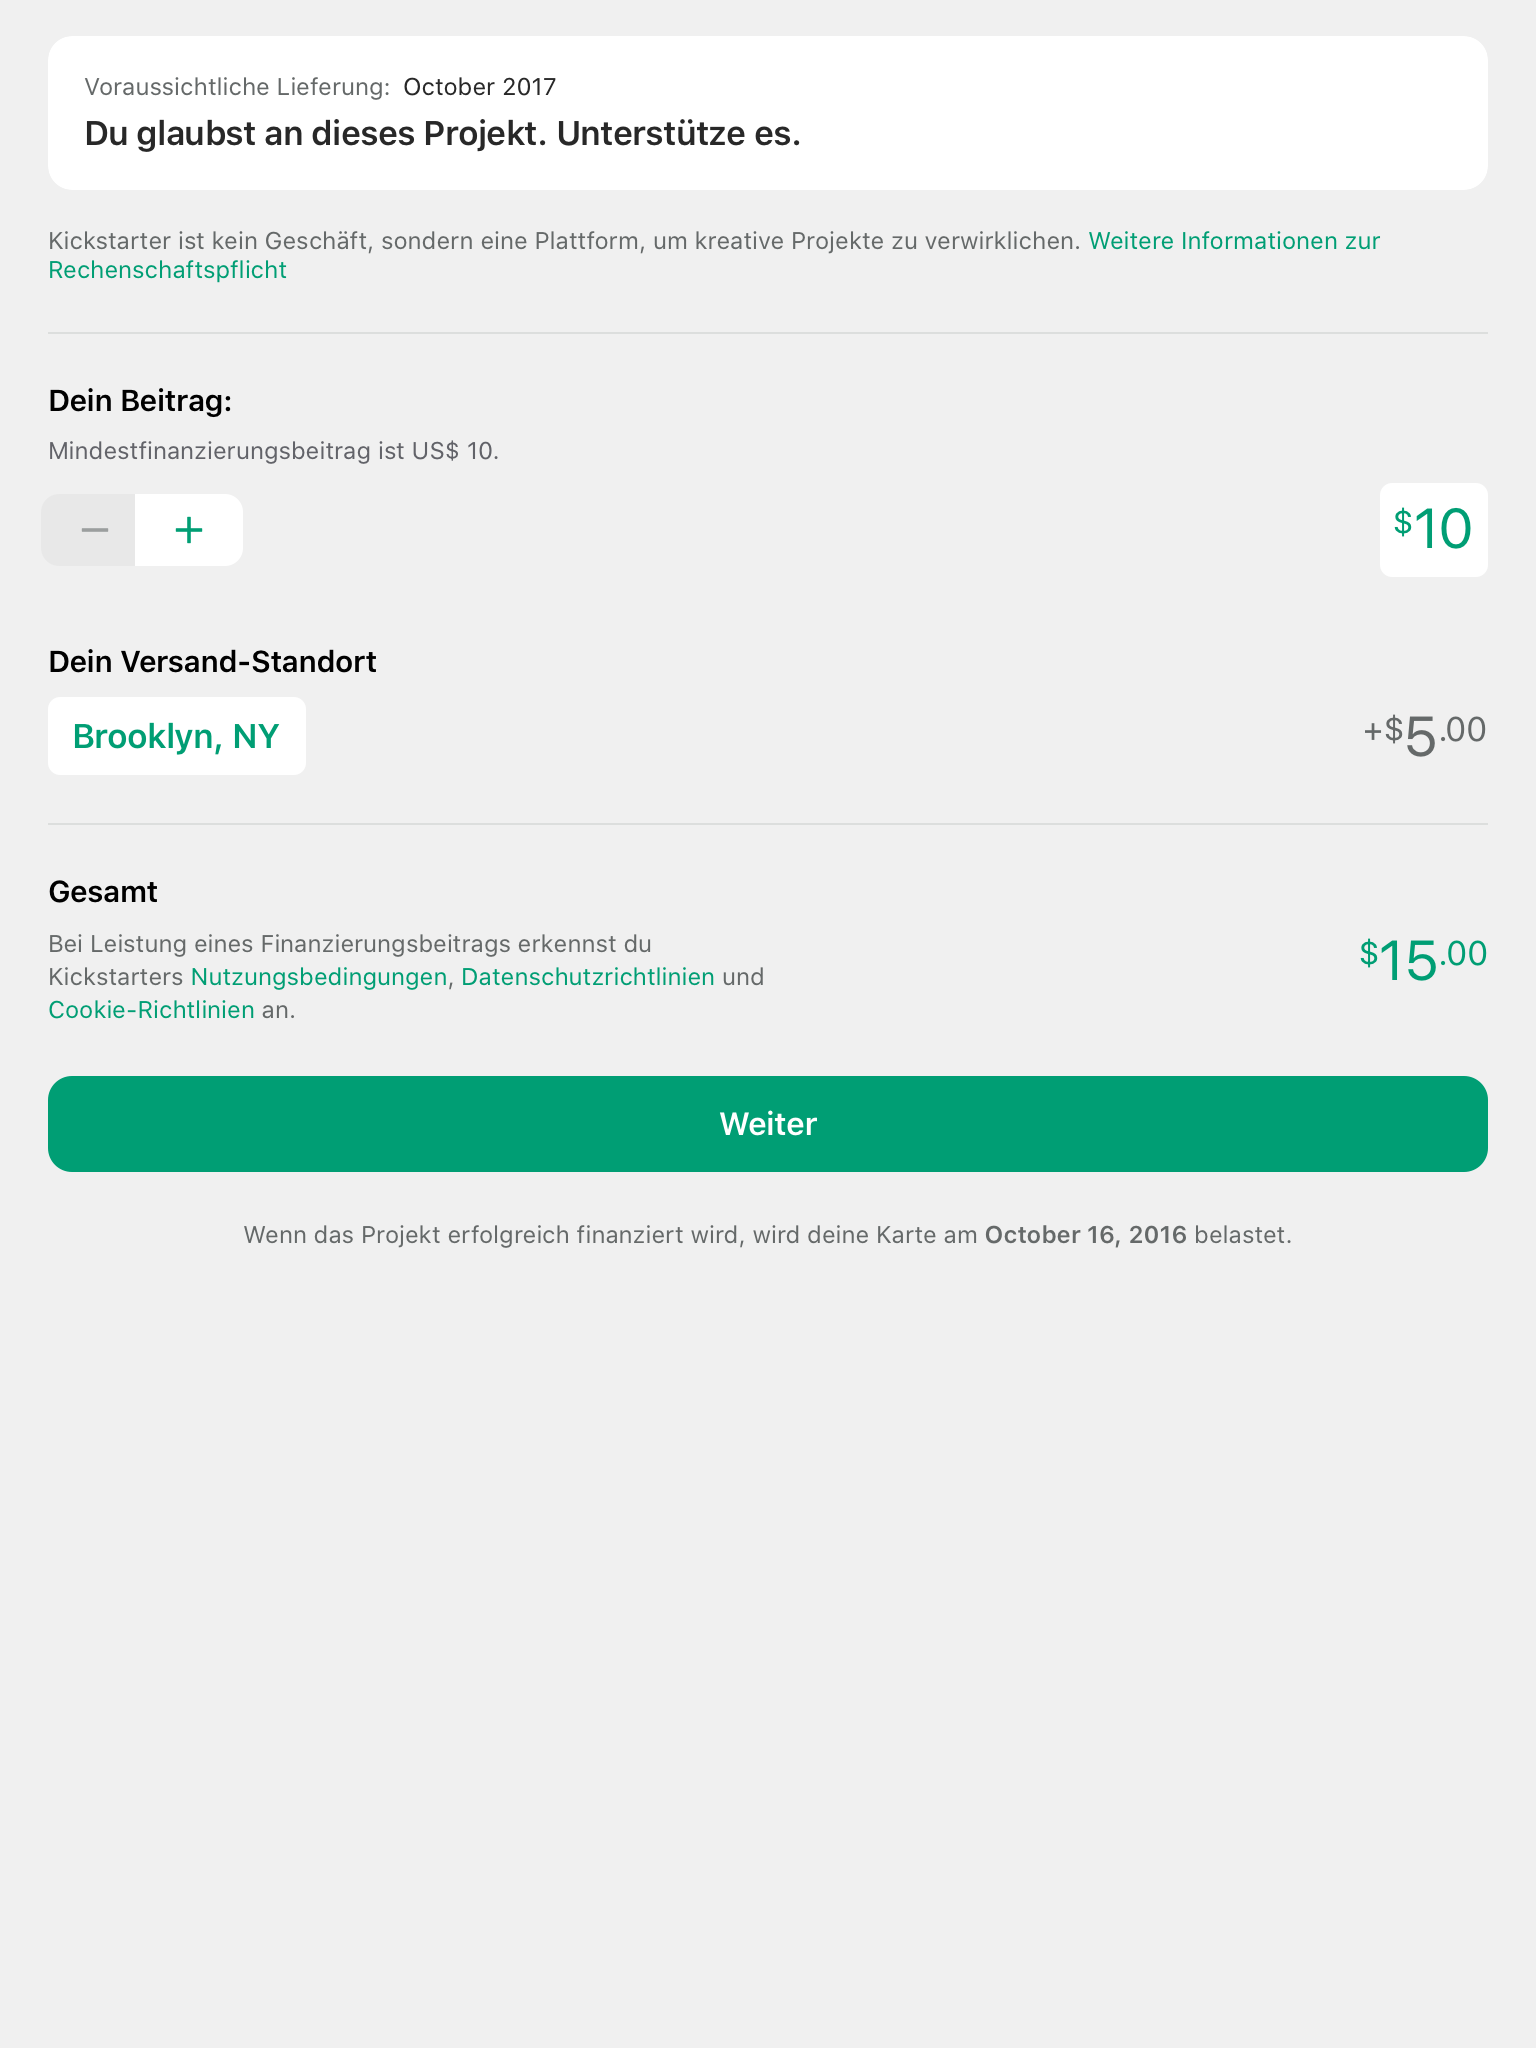 Voraussichtliche Lieferung: October 2017
Du glaubst an dieses Projekt. Unterstütze es.
Kickstarter ist kein Geschäft, sondern eine Plattform, um kreative Projekte zu verwirklichen. Weitere Informationen zur
Rechenschaftspflicht
Dein Beitrag:
Mindestfinanzierungsbeitrag ist US$ 10.
− +
$10
Dein Versand-Standort
Brooklyn, NY
+$5.00
Gesamt
Bei Leistung eines Finanzierungsbeitrags erkennst du
Kickstarters Nutzungsbedingungen, Datenschutzrichtlinien und
Cookie-Richtlinien an.
$15.00
Weiter
Wenn das Projekt erfolgreich finanziert wird, wird deine Karte am October 16, 2016 belastet.